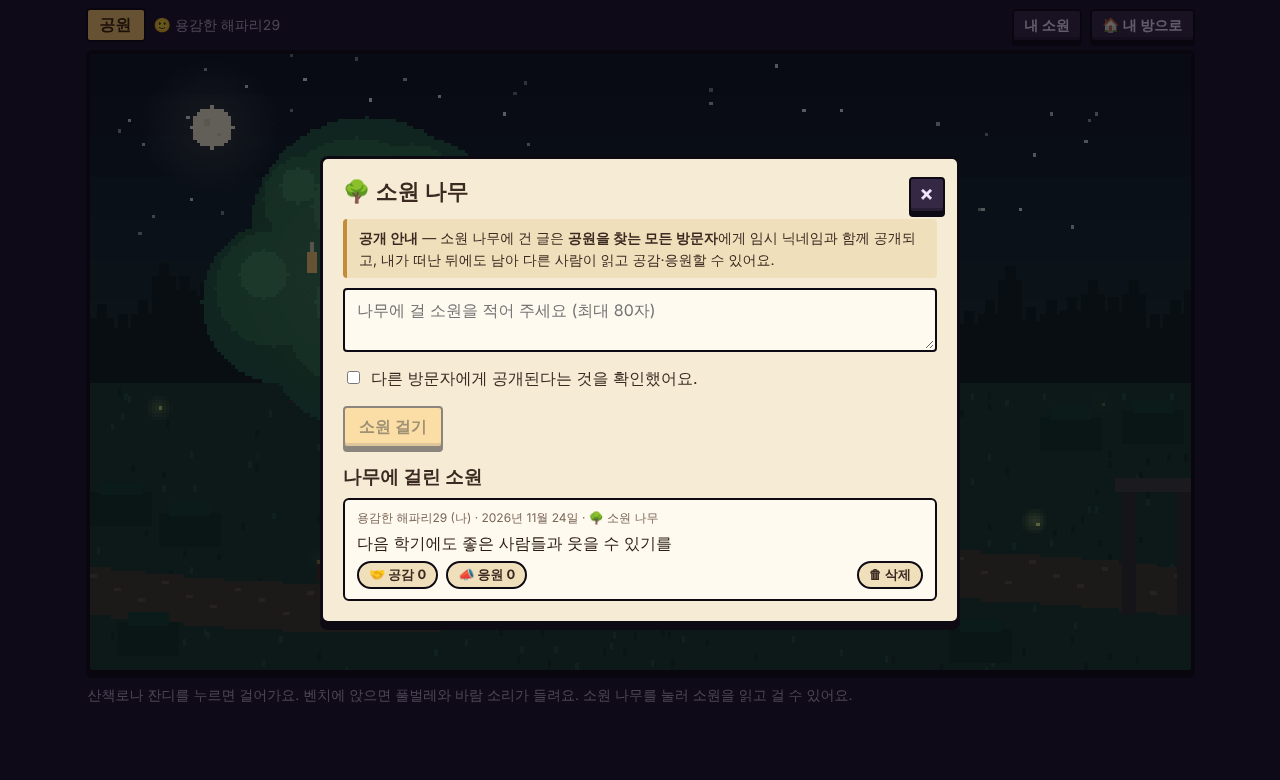 공원
🙂 용감한 해파리29
내 소원
🏠 내 방으로
🌳 소원 나무
×
공개 안내 — 소원 나무에 건 글은 공원을 찾는 모든 방문자에게 임시 닉네임과 함께 공개되
고, 내가 떠난 뒤에도 남아 다른 사람이 읽고 공감·응원할 수 있어요.
나무에 걸 소원을 적어 주세요 (최대 80자)
다른 방문자에게 공개된다는 것을 확인했어요.
소원 걸기
나무에 걸린 소원
용감한 해파리29 (나) · 2026년 11월 24일 · 🌳 소원 나무
다음 학기에도 좋은 사람들과 웃을 수 있기를
🤝 공감 0
📣 응원 0
🗑 삭제
산책로나 잔디를 누르면 걸어가요. 벤치에 앉으면 풀벌레와 바람 소리가 들려요. 소원 나무를 눌러 소원을 읽고 걸 수 있어요.